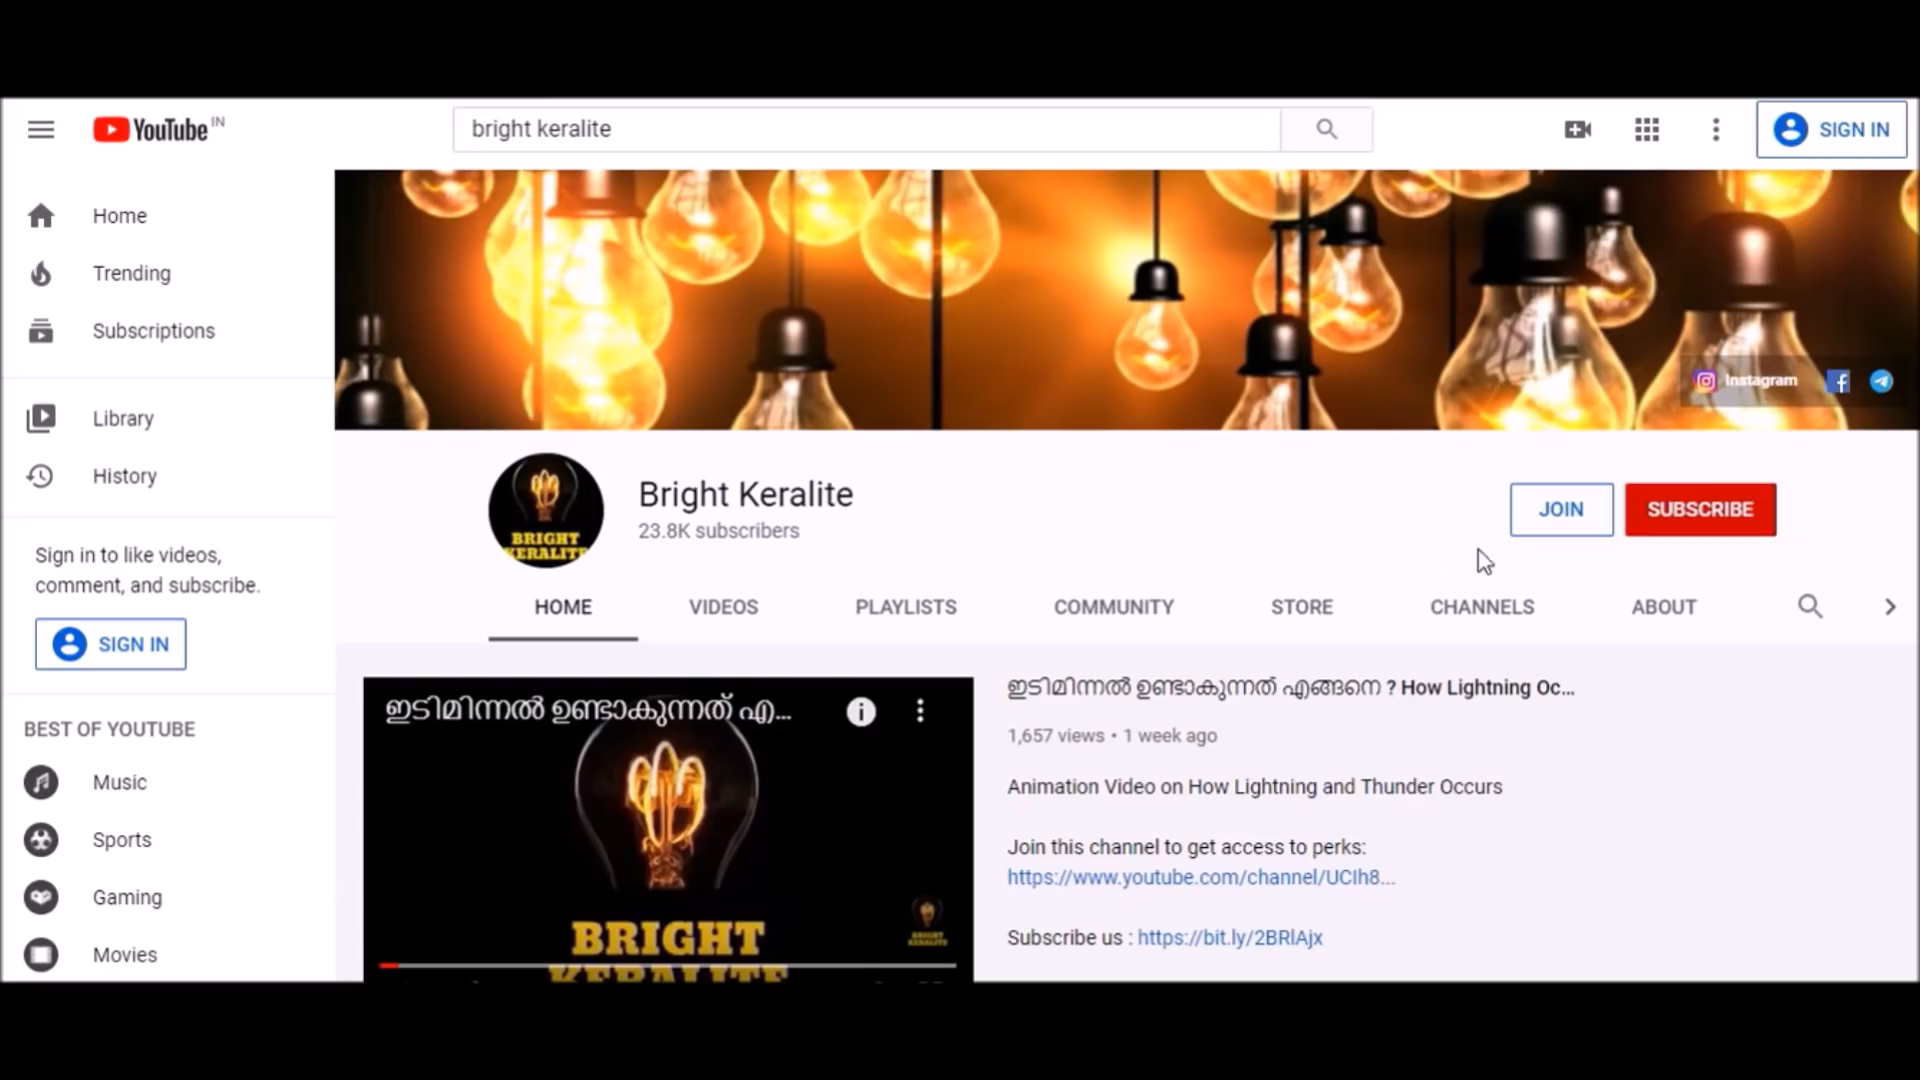 YouTube IN
bright keralite
SIGN IN
Home
Trending
Subscriptions
Library
History
Sign in to like videos,
comment, and subscribe.
SIGN IN
BEST OF YOUTUBE
Music
Sports
Gaming
Movies
Instagram
BRIGHT
KERALITE
Bright Keralite
23.8K subscribers
JOIN
SUBSCRIBE
HOME
VIDEOS
PLAYLISTS
COMMUNITY
STORE
CHANNELS
ABOUT
ഇടിമിന്നൽ ഉണ്ടാകുന്നത് എ...
BRIGHT
KERALITE
BRIGHT
KERALITE
ഇടിമിന്നൽ ഉണ്ടാകുന്നത് എങ്ങനെ ? How Lightning Oc...
1,657 views • 1 week ago
Animation Video on How Lightning and Thunder Occurs
Join this channel to get access to perks:
https://www.youtube.com/channel/UCIh8...
Subscribe us : https://bit.ly/2BRlAjx